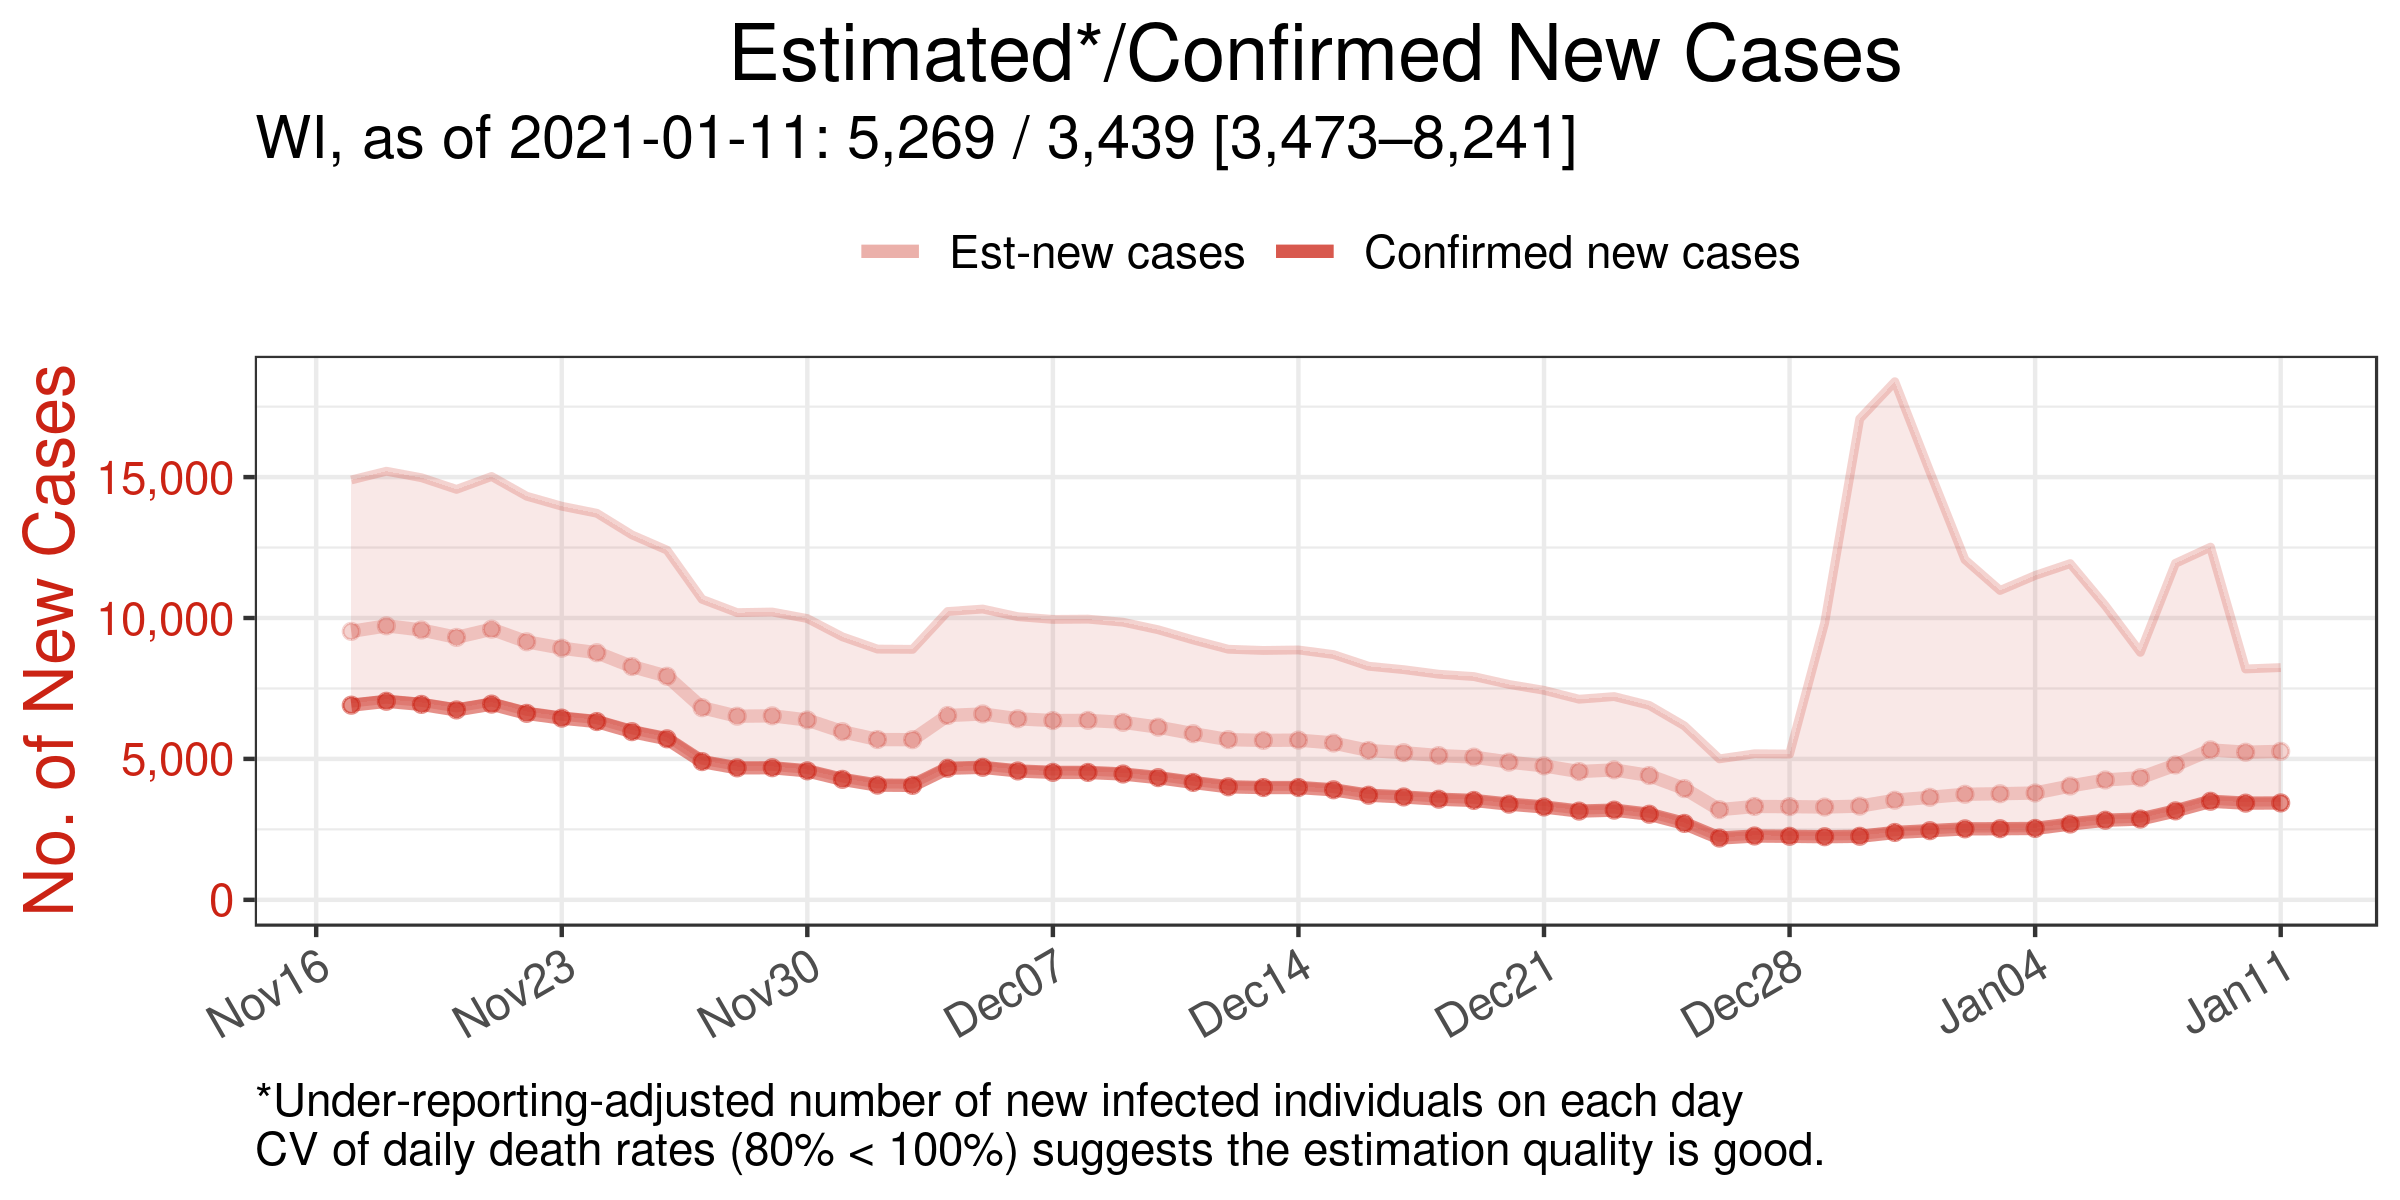 Estimated*/Confirmed New Cases
WI, as of 2021-01-11: 5,269 / 3,439 [3,473–8,241]
Est-new cases Confirmed new cases
No. of New Cases
15,000
10,000
5,000
0
Nov16 Nov23 Nov30 Dec07 Dec14 Dec21 Dec28 Jan04 Jan11
*Under-reporting-adjusted number of new infected individuals on each day
CV of daily death rates (80% < 100%) suggests the estimation quality is good.